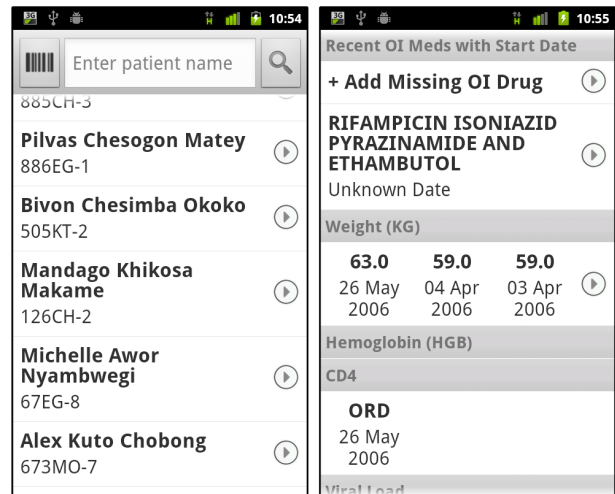 3G
H
10:54
Enter patient name
885CH-3
Pilvas Chesogon Matey
886EG-1
Bivon Chesimba Okoko
505KT-2
Mandago Khikosa
Makame
126CH-2
Michelle Awor
Nyambwegi
67EG-8
Alex Kuto Chobong
673MO-7
3G
H
10:55
Recent OI Meds with Start Date
+ Add Missing OI Drug
RIFAMPICIN ISONIAZID
PYRAZINAMIDE AND
ETHAMBUTOL
Unknown Date
Weight (KG)
63.0 59.0 59.0
26 May 04 Apr 03 Apr
2006 2006 2006
Hemoglobin (HGB)
CD4
ORD
26 May
2006
Viral Load